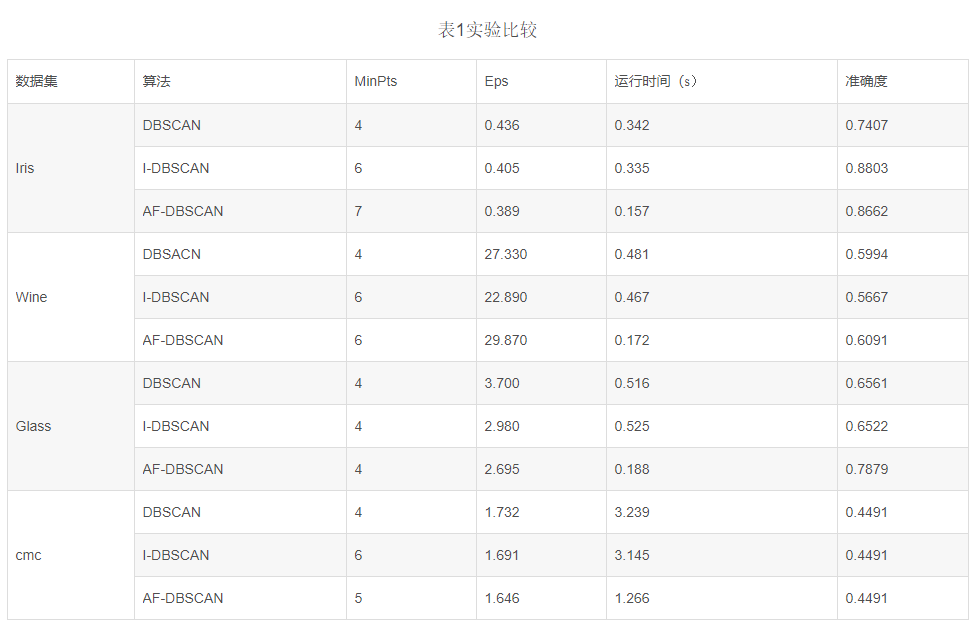 表1实验比较
数据集 算法 MinPts Eps 运行时间（s） 准确度
Iris DBSCAN 4 0.436 0.342 0.7407
I-DBSCAN 6 0.405 0.335 0.8803
AF-DBSCAN 7 0.389 0.157 0.8662
Wine DBSACN 4 27.330 0.481 0.5994
I-DBSCAN 6 22.890 0.467 0.5667
AF-DBSCAN 6 29.870 0.172 0.6091
Glass DBSCAN 4 3.700 0.516 0.6561
I-DBSCAN 4 2.980 0.525 0.6522
AF-DBSCAN 4 2.695 0.188 0.7879
cmc DBSCAN 4 1.732 3.239 0.4491
I-DBSCAN 6 1.691 3.145 0.4491
AF-DBSCAN 5 1.646 1.266 0.4491